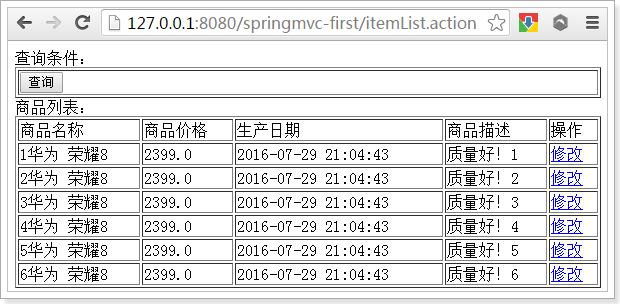 127.0.0.1:8080/springmvc-first/itemList.action
查询条件：
查询
商品列表：
商品名称 商品价格 生产日期 商品描述 操作
1华为 荣耀8 2399.0 2016-07-29 21:04:43 质量好！1 修改
2华为 荣耀8 2399.0 2016-07-29 21:04:43 质量好！2 修改
3华为 荣耀8 2399.0 2016-07-29 21:04:43 质量好！3 修改
4华为 荣耀8 2399.0 2016-07-29 21:04:43 质量好！4 修改
5华为 荣耀8 2399.0 2016-07-29 21:04:43 质量好！5 修改
6华为 荣耀8 2399.0 2016-07-29 21:04:43 质量好！6 修改